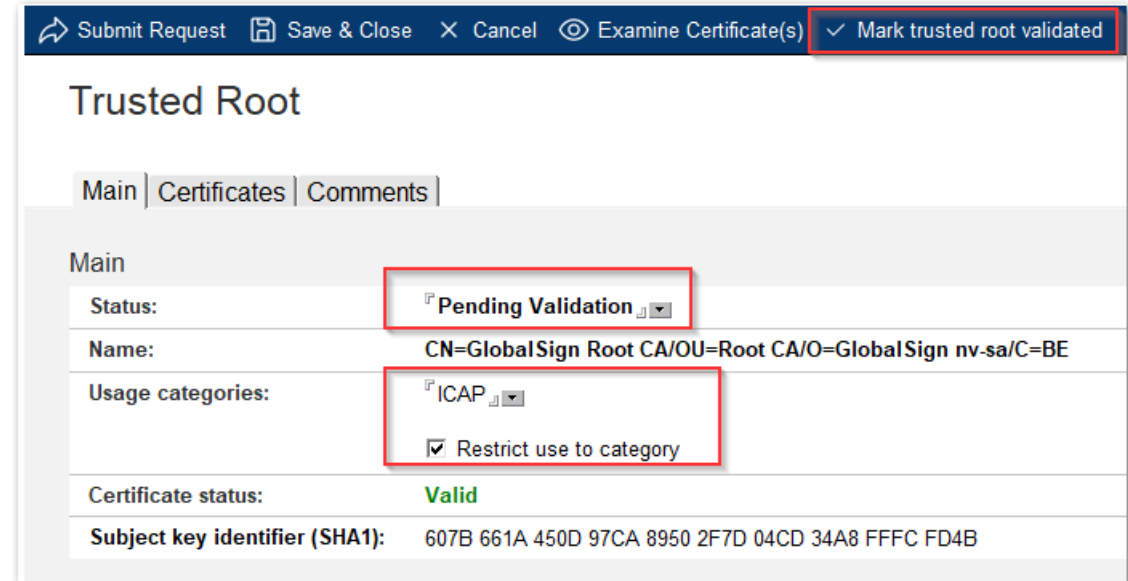 Submit Request Save & Close Cancel Examine Certificate(s) Mark trusted root validated
Trusted Root
Main Certificates Comments
Main
Status: Pending Validation
Name: CN=GlobalSign Root CA/OU=Root CA/O=GlobalSign nv-sa/C=BE
Usage categories: ICAP
Restrict use to category
Certificate status: Valid
Subject key identifier (SHA1): 607B 661A 450D 97CA 8950 2F7D 04CD 34A8 FFFC FD4B